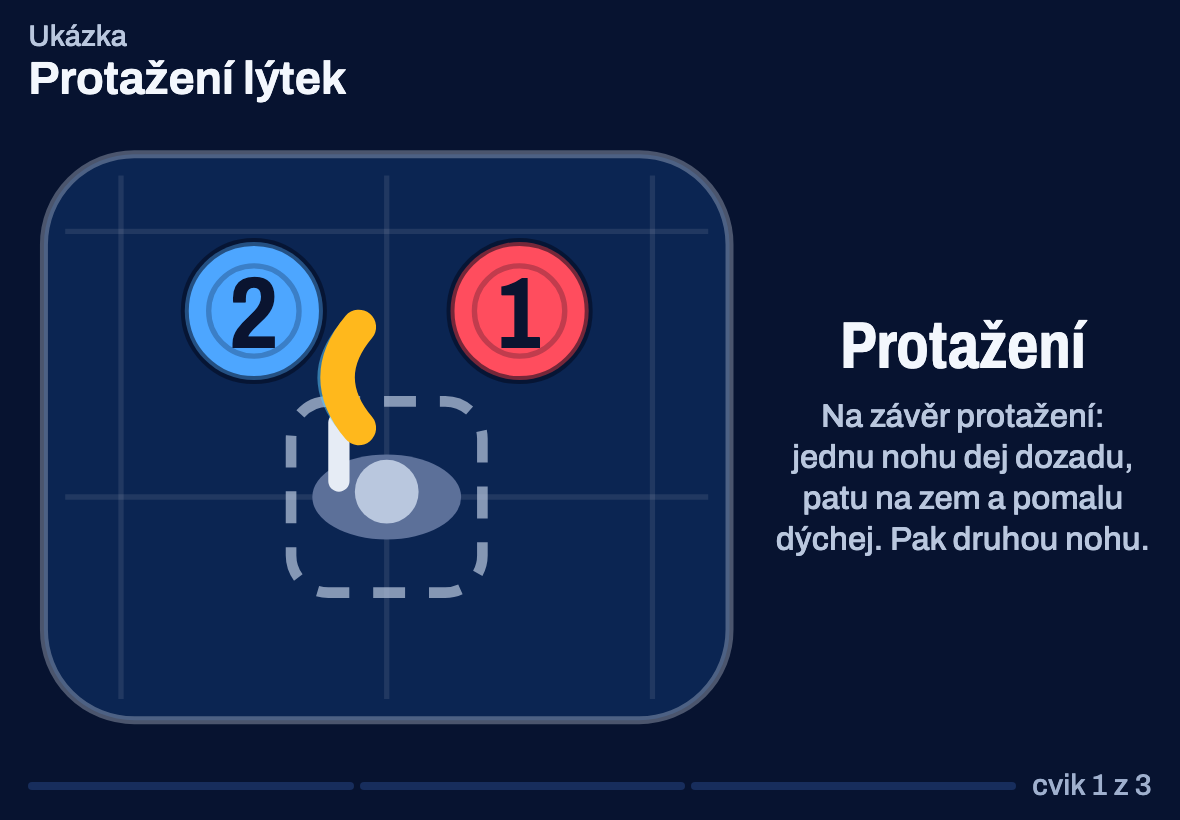 Ukázka
Protažení lýtek
2
1
Protažení
Na závěr protažení:
jednu nohu dej dozadu,
patu na zem a pomalu
dýchej. Pak druhou nohu.
cvik 1 z 3